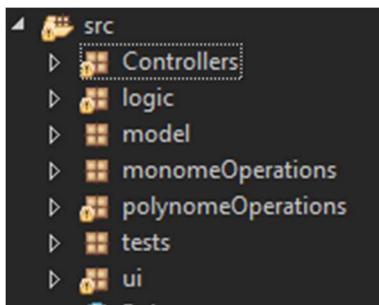 src
Controllers
logic
model
monomeOperations
polynomeOperations
tests
ui